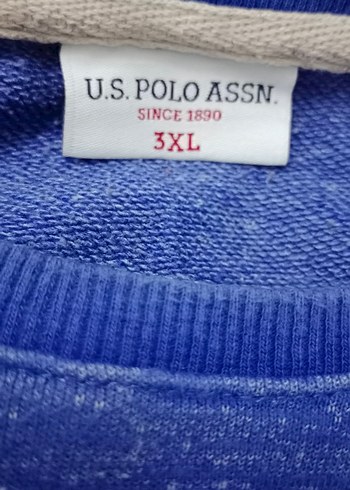 U.S. POLO ASSN.
SINCE 1890
3XL